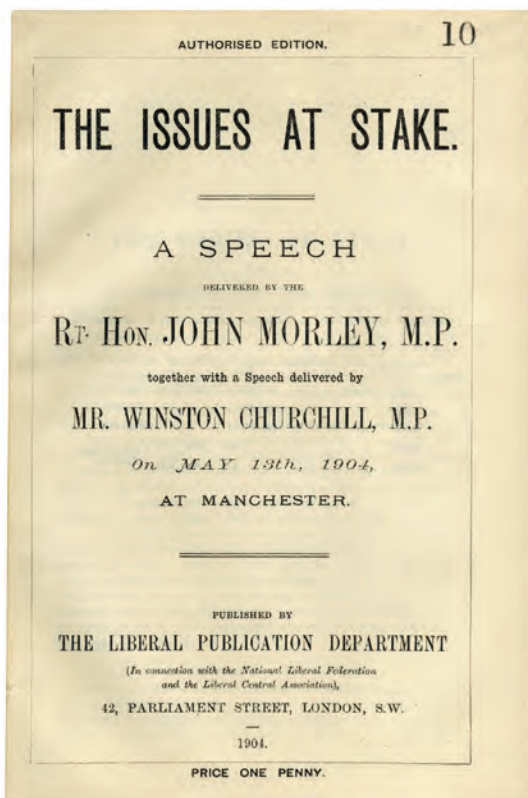 10
AUTHORISED EDITION.
THE ISSUES AT STAKE.
A SPEECH
DELIVERED BY THE
RT. HON. JOHN MORLEY, M.P.
together with a Speech delivered by
MR. WINSTON CHURCHILL, M.P.
On MAY 13th, 1904,
AT MANCHESTER.
PUBLISHED BY
THE LIBERAL PUBLICATION DEPARTMENT
(In connection with the National Liberal Federation
and the Liberal Central Association),
42, PARLIAMENT STREET, LONDON, S.W.
1904.
PRICE ONE PENNY.